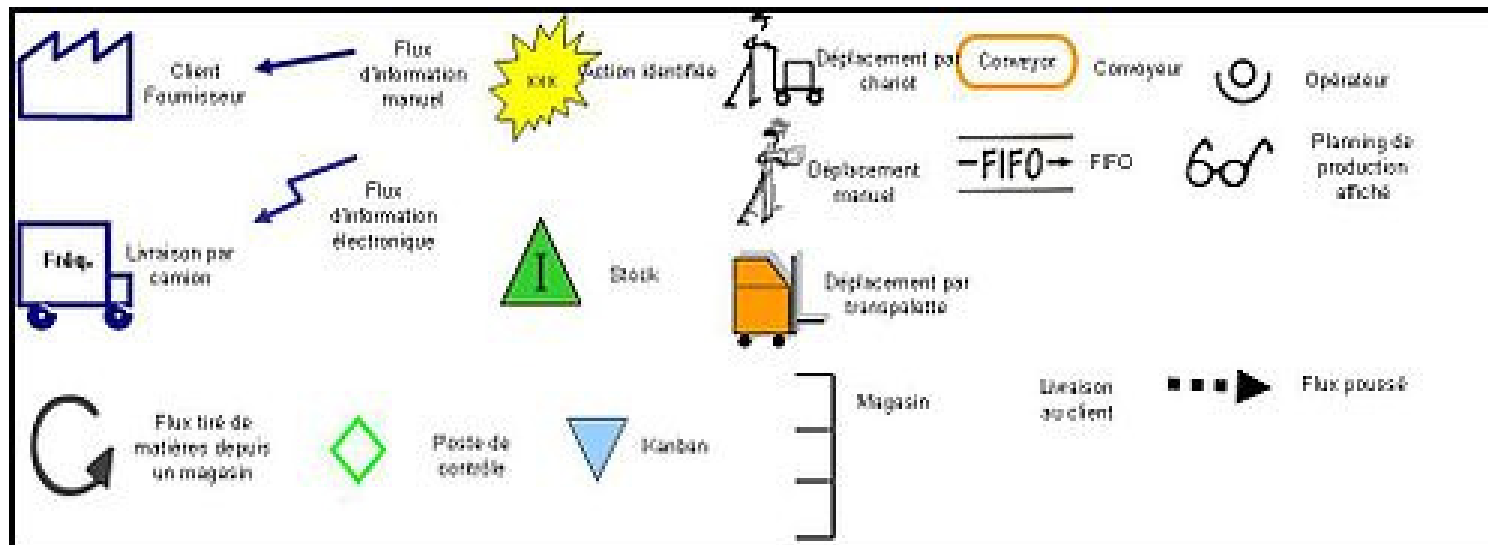 Client
Fournisseur
Flux
d'information
manuel
xxx
Action identifiée
Déplacement par
chariot
Conveyor
Convoyeur
Opérateur
Flux
d'information
électronique
Déplacement
manuel
FIFO
FIFO
Planning de
production
affiché
Fréq.
Livraison par
camion
I
Stock
Déplacement par
transpalette
Flux tiré de
matières depuis
un magasin
Poste de
contrôle
Kanban
Magasin
Livraison
au client
Flux poussé